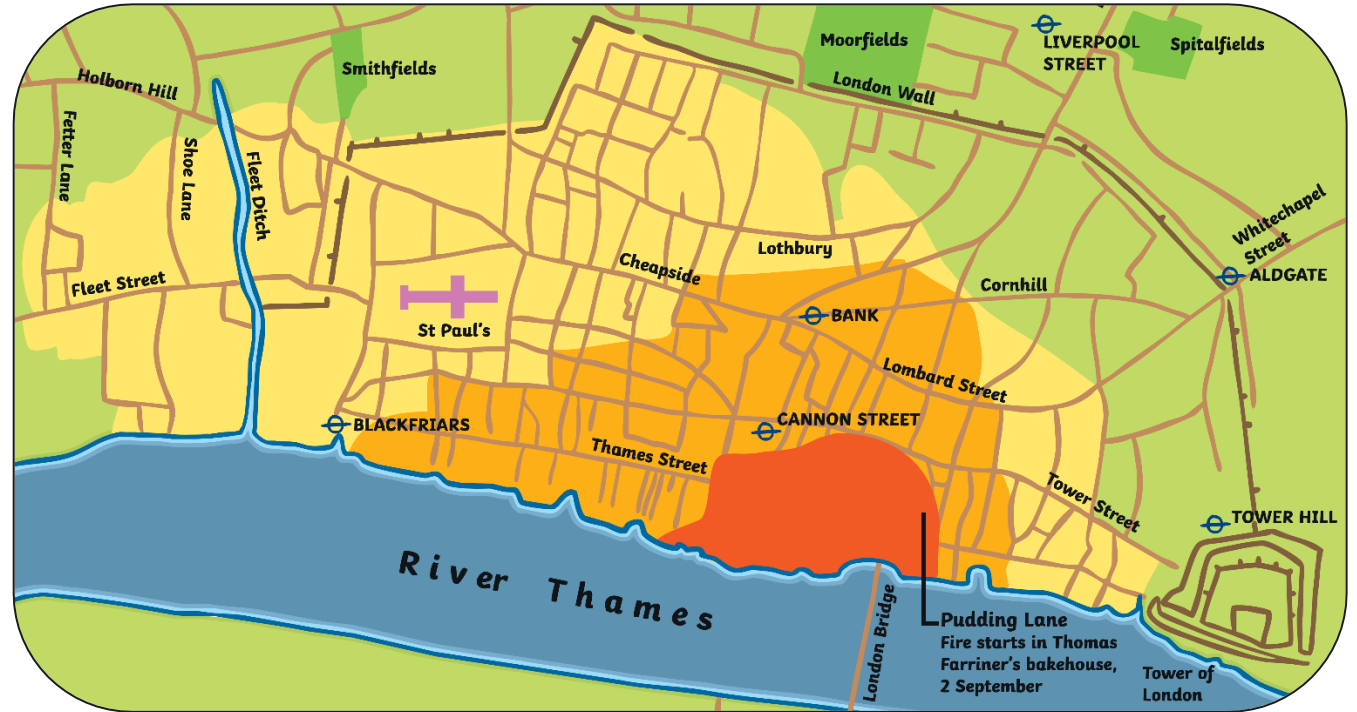 Moorfields
LIVERPOOL
STREET
Spitalfields
Smithfields
Holborn Hill
London Wall
Fetter Lane
Shoe Lane
Fleet Ditch
Whitechapel
Street
Lothbury
Cheapside
ALDGATE
Fleet Street
Cornhill
St Paul's
BANK
Lombard Street
BLACKFRIARS
CANNON STREET
Thames Street
Tower Street
TOWER HILL
River Thames
London Bridge
Pudding Lane
Fire starts in Thomas
Farriner's bakehouse,
2 September
Tower of
London